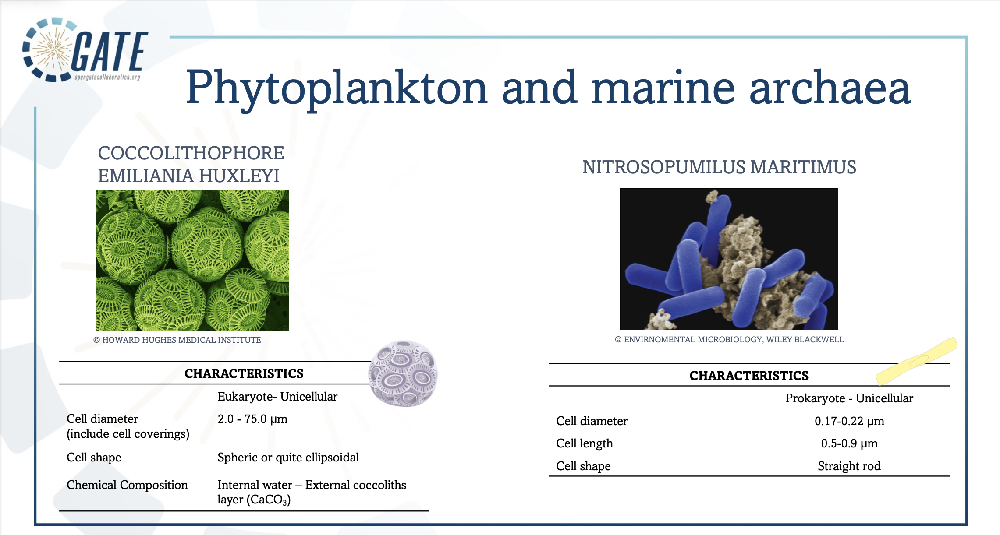 GATE
opengatecollaboration.org
Phytoplankton and marine archaea
COCCOLITHOPHORE
EMILIANIA HUXLEYI
© HOWARD HUGHES MEDICAL INSTITUTE
CHARACTERISTICS
Eukaryote- Unicellular
Cell diameter
(include cell coverings)
2.0 - 75.0 µm
Cell shape
Spheric or quite ellipsoidal
Chemical Composition
Internal water – External coccoliths
layer (CaCO₃)
NITROSOPUMILUS MARITIMUS
© ENVIRNOMENTAL MICROBIOLOGY, WILEY BLACKWELL
CHARACTERISTICS
Prokaryote - Unicellular
Cell diameter
0.17-0.22 µm
Cell length
0.5-0.9 µm
Cell shape
Straight rod